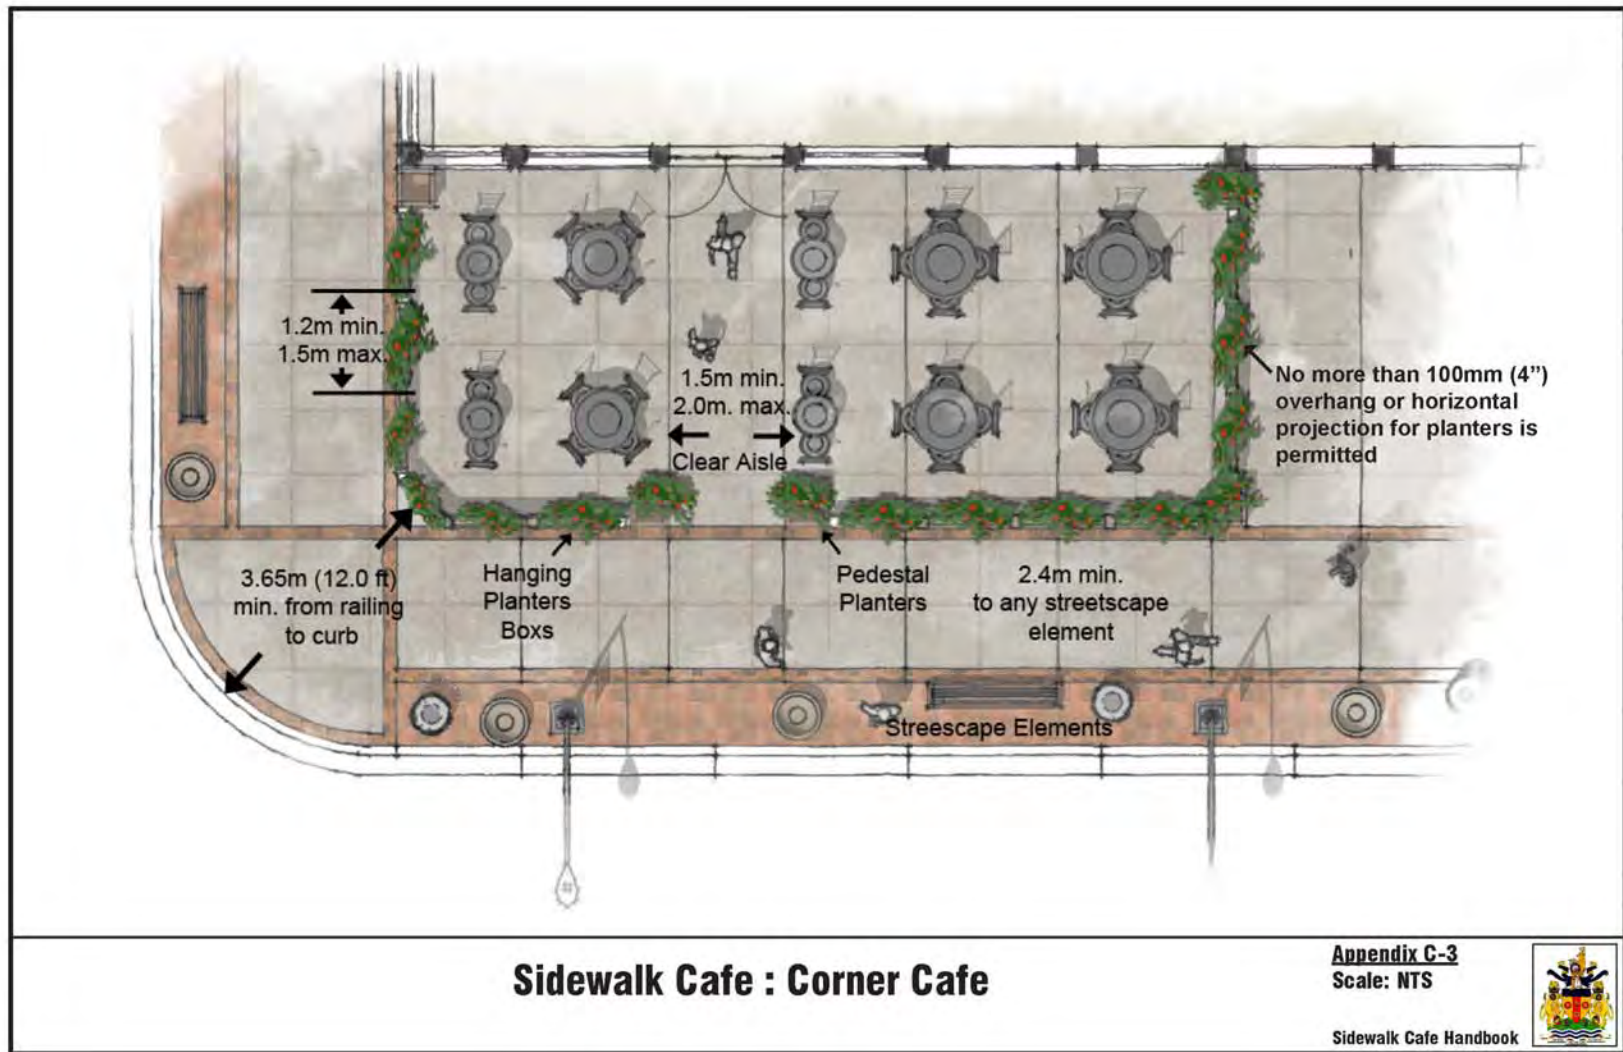 1.2m min.
1.5m max.
1.5m min.
2.0m. max.
Clear Aisle
No more than 100mm (4”)
overhang or horizontal
projection for planters is
permitted
3.65m (12.0 ft)
min. from railing
to curb
Hanging
Planters
Boxs
Pedestal
Planters
2.4m min.
to any streetscape
element
Streescape Elements
Sidewalk Cafe : Corner Cafe
Appendix C-3
Scale: NTS
Sidewalk Cafe Handbook